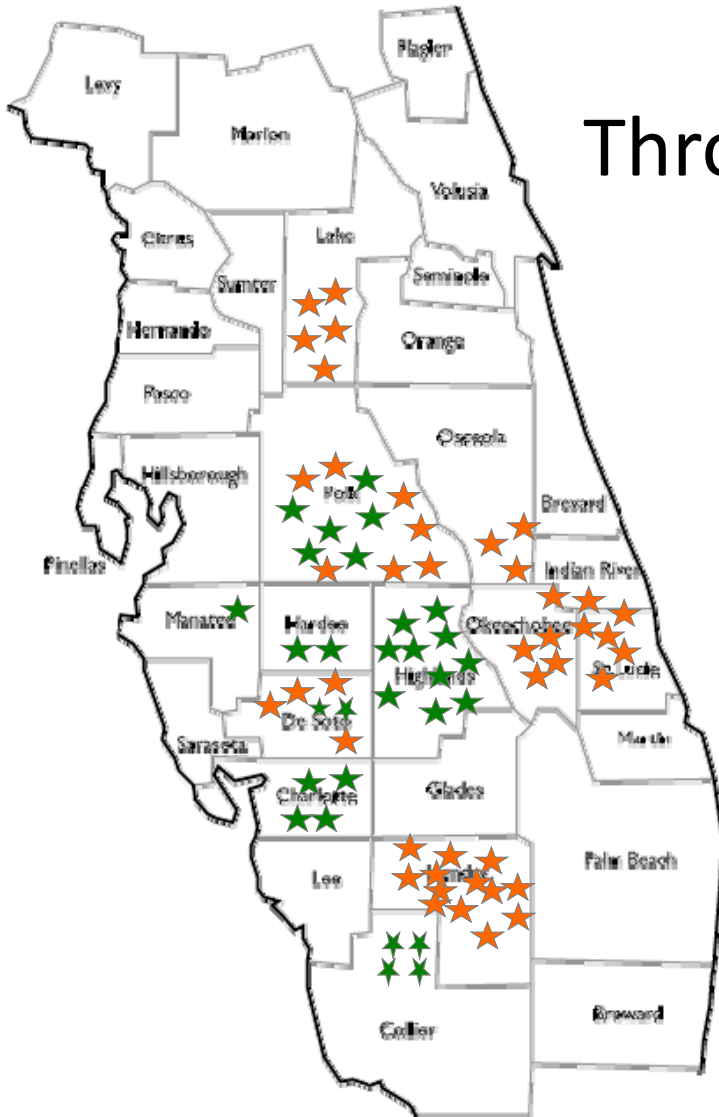 Flagler
Levy
Marion
Thro
Volusia
Citrus
Lake
Sumter
Seminole
Hernando
Orange
Pasco
Osceola
Hillsborough
Polk
Brevard
Pinellas
Indian River
Manatee
Hardee
Okeechobee
Highlands
St. Lucie
De Soto
Sarasota
Martin
Charlotte
Glades
Palm Beach
Lee
Hendry
Broward
Collier